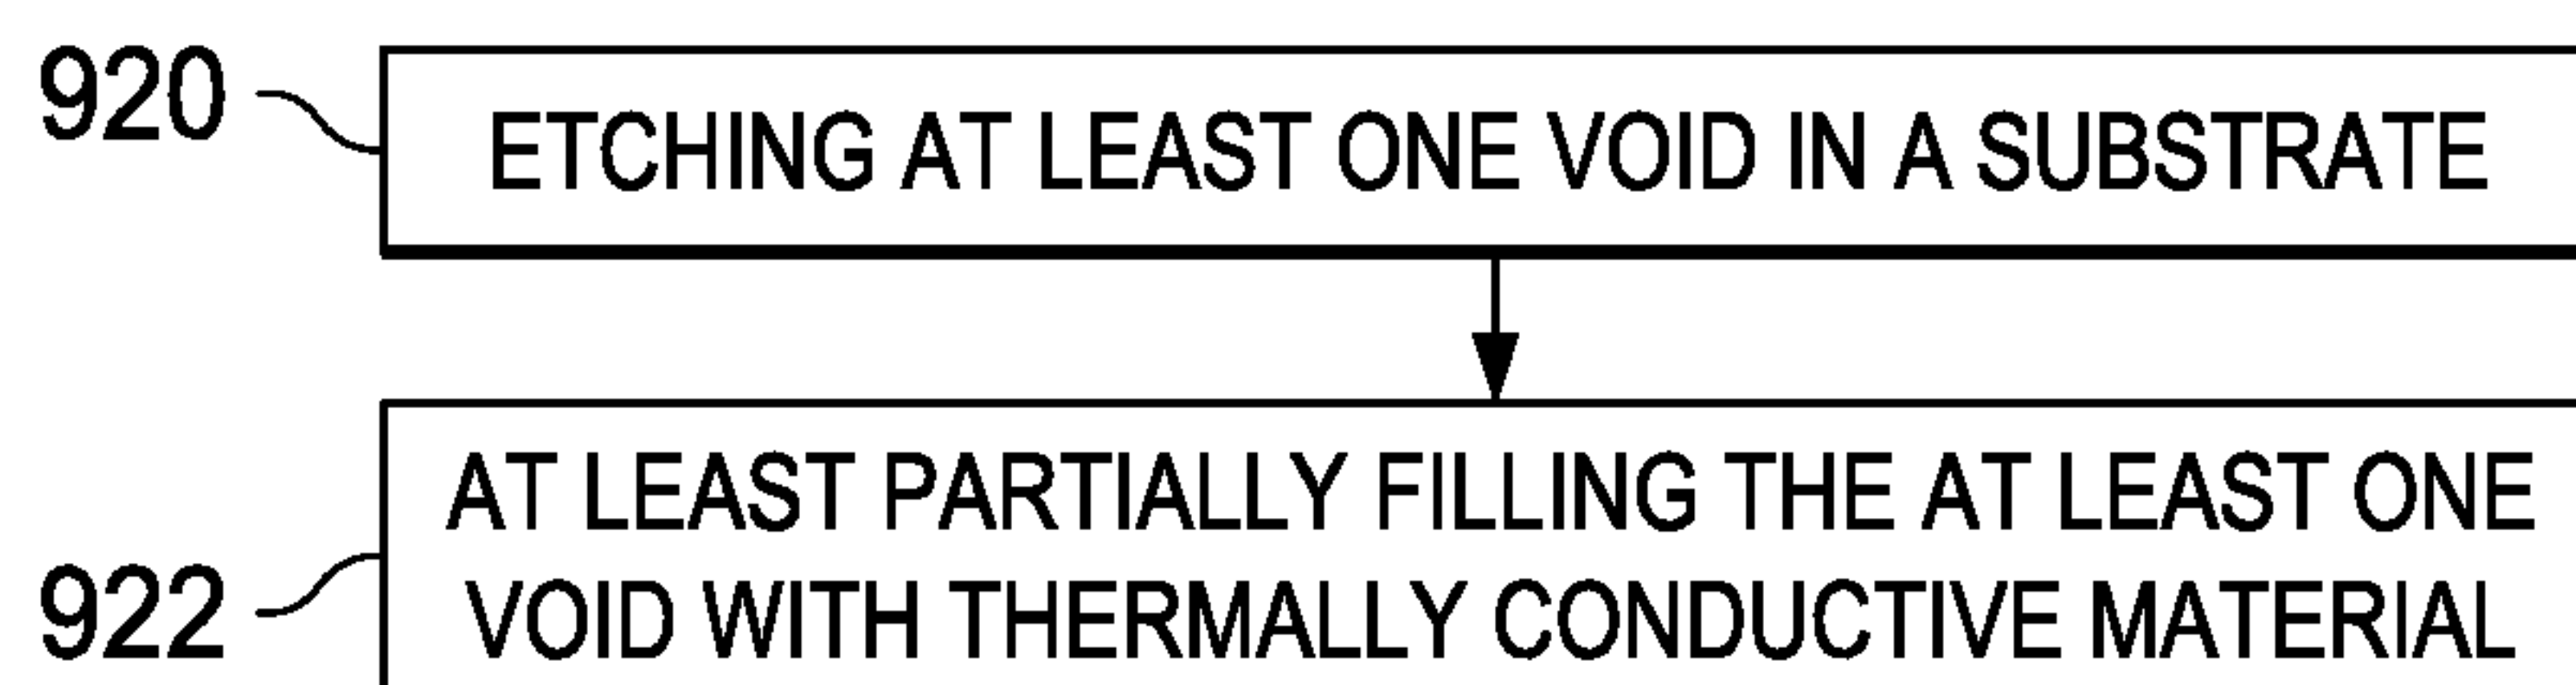 920
ETCHING AT LEAST ONE VOID IN A SUBSTRATE
AT LEAST PARTIALLY FILLING THE AT LEAST ONE
VOID WITH THERMALLY CONDUCTIVE MATERIAL
922